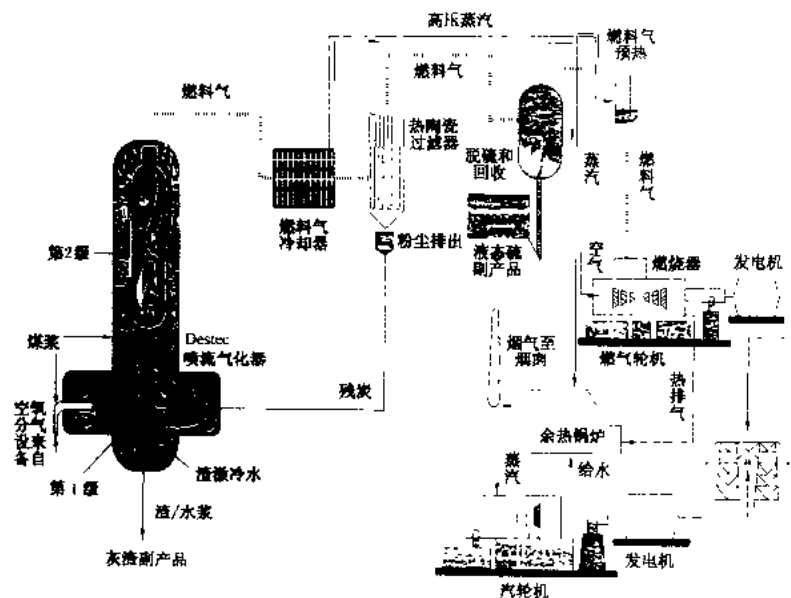 高压蒸汽
燃料气
预热
燃料气
燃料气
热陶瓷
过滤器
脱硫和
回收
蒸汽
燃料气
燃料气
冷却器
粉尘排出
液态硫
副产品
第2级
空气
燃烧器
发电机
煤浆
Destec
喷流气化器
烟气至
烟囱
燃气轮机
残炭
热排气
空氧
分气
设来
备自
余热锅炉
渣激冷水
蒸汽
给水
第1级
渣/水浆
灰渣副产品
发电机
汽轮机